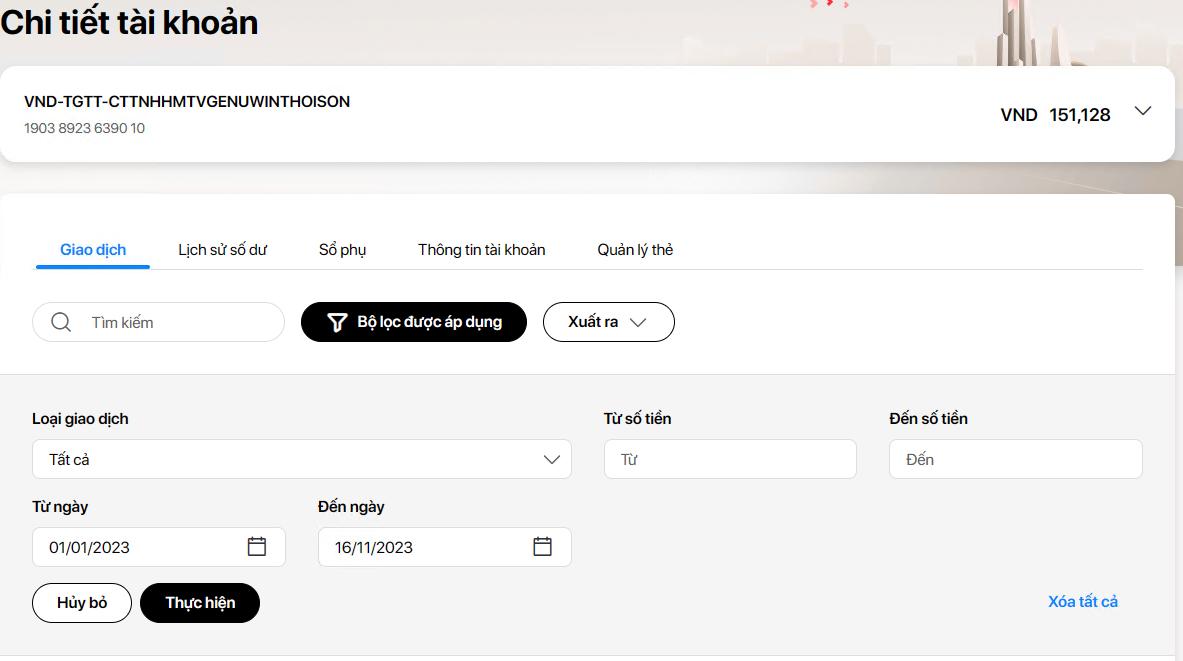 Chi tiết tài khoản
VND-TGTT-CTTNHHMTVGENUWINTHOISON
1903 8923 6390 10
VND 151,128
Giao dịch Lịch sử số dư Sổ phụ Thông tin tài khoản Quản lý thẻ
Tìm kiếm Bộ lọc được áp dụng Xuất ra
Loại giao dịch Từ số tiền Đến số tiền
Tất cả Từ Đến
Từ ngày Đến ngày
01/01/2023 16/11/2023
Hủy bỏ Thực hiện Xóa tất cả